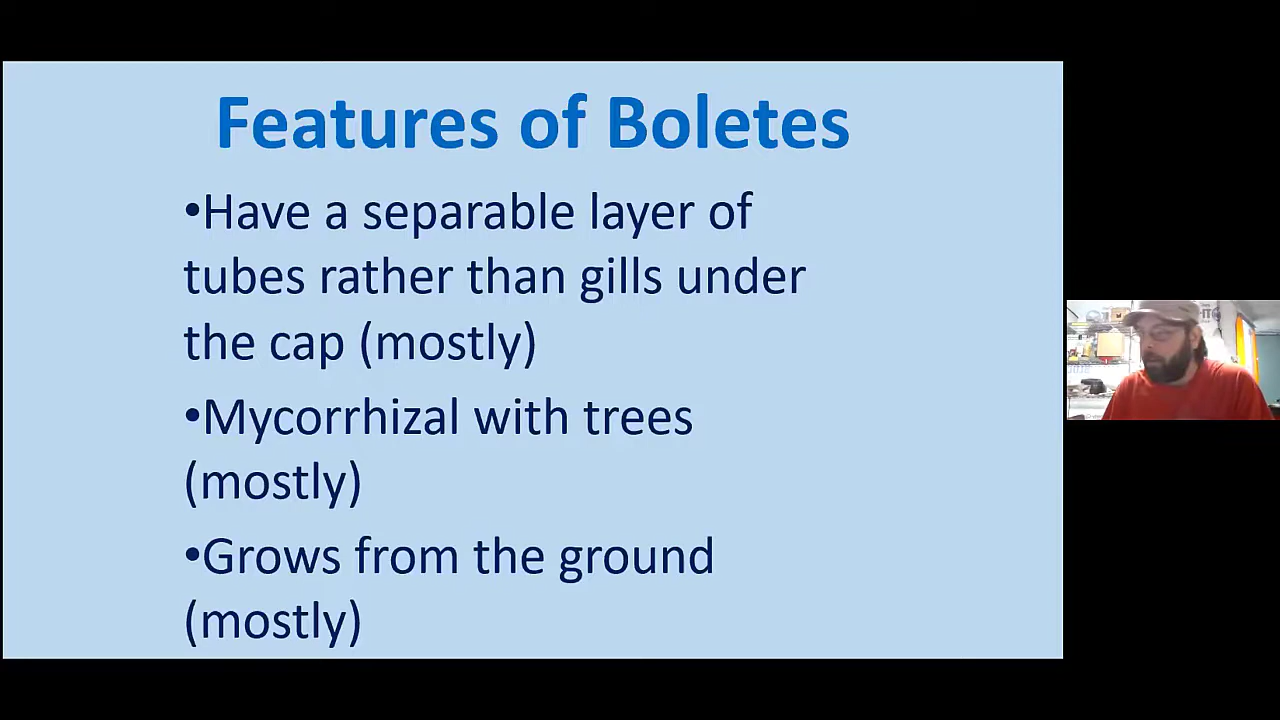 Features of Boletes
•Have a separable layer of
tubes rather than gills under
the cap (mostly)
•Mycorrhizal with trees
(mostly)
•Grows from the ground
(mostly)